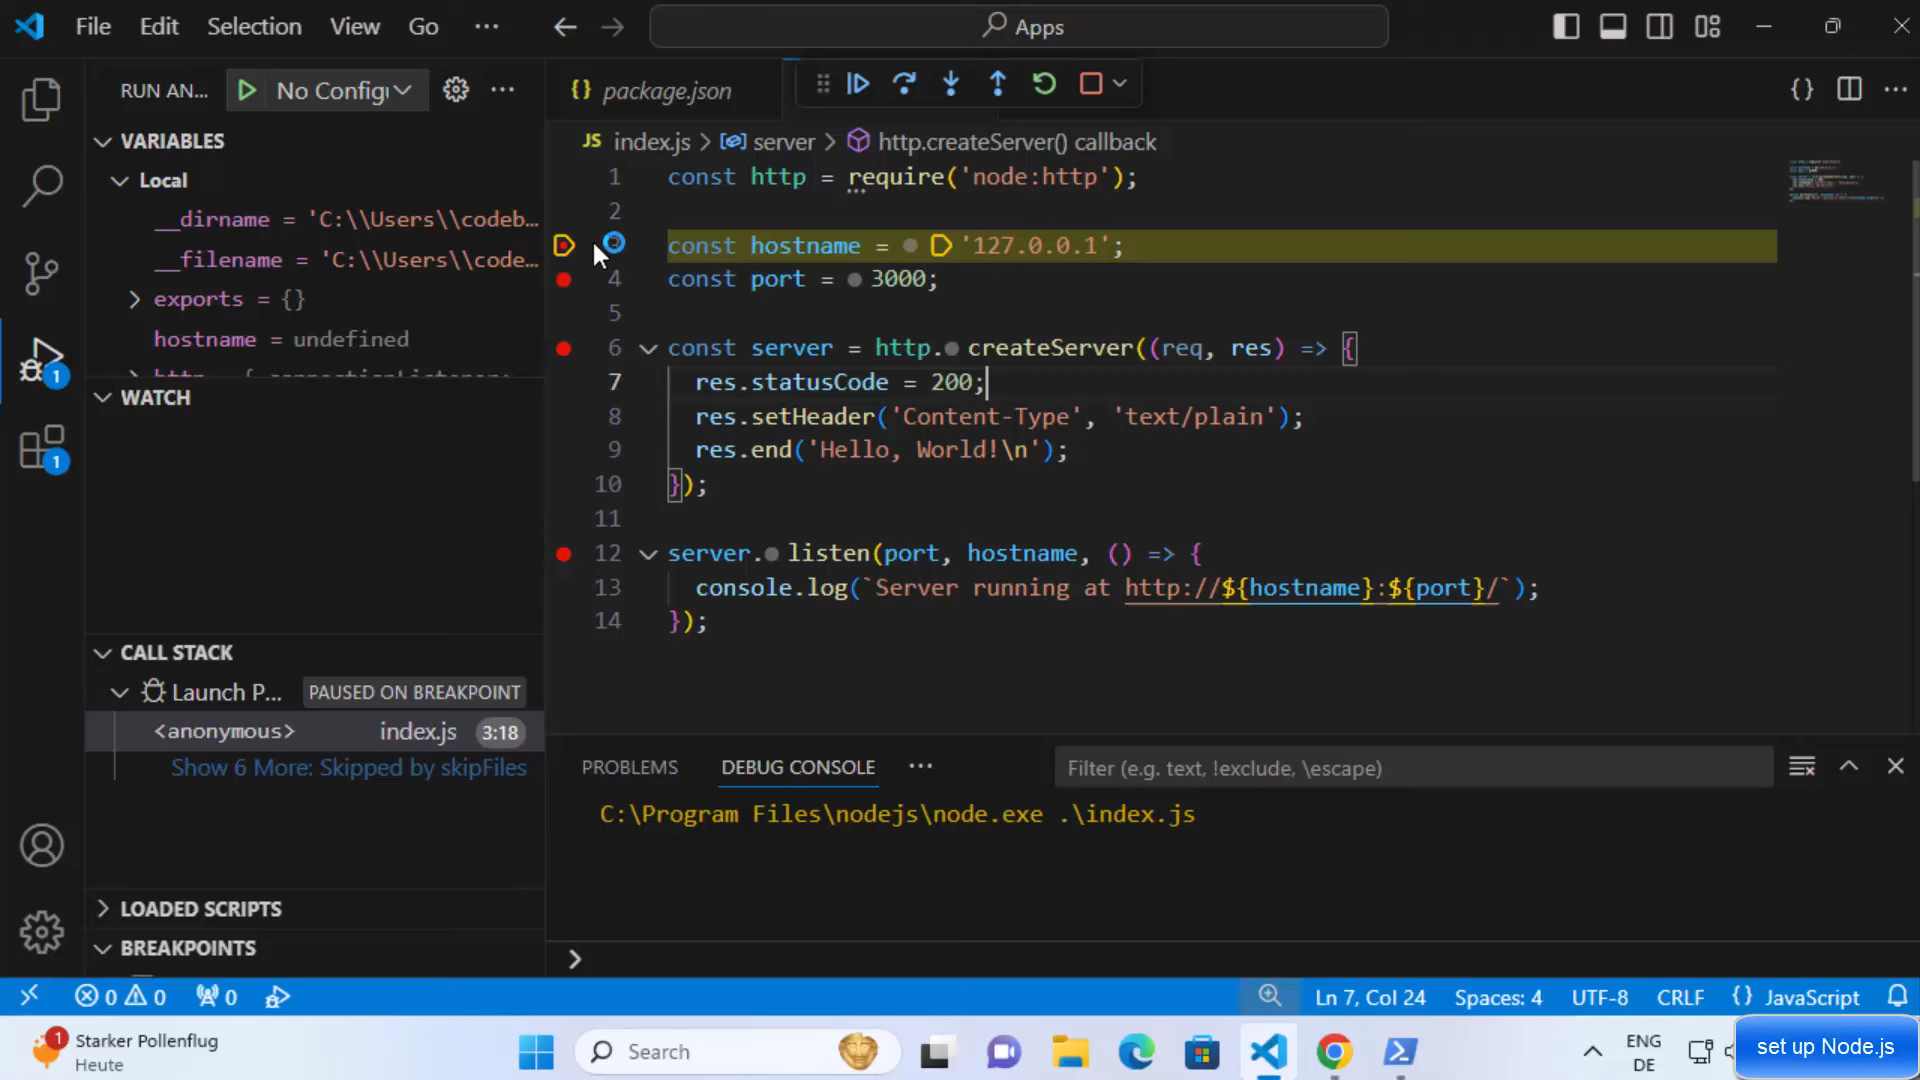 File Edit Selection View Go ··· Apps
RUN AN... No Config
VARIABLES
Local
__dirname = 'C:\\Users\\codeb...
__filename = 'C:\\Users\\code...
exports = {}
hostname = undefined
WATCH
CALL STACK
Launch P... PAUSED ON BREAKPOINT
<anonymous> index.js 3:18
Show 6 More: Skipped by skipFiles
LOADED SCRIPTS
BREAKPOINTS
1
1
{} package.json
JS index.js > server > http.createServer() callback
1 const http = require('node:http');
2
const hostname = '127.0.0.1';
4 const port = 3000;
5
6 const server = http.createServer((req, res) => {
7 res.statusCode = 200;
8 res.setHeader('Content-Type', 'text/plain');
9 res.end('Hello, World!\n');
10 });
11
12 server.listen(port, hostname, () => {
13 console.log(`Server running at http://${hostname}:${port}/`);
14 });
PROBLEMS DEBUG CONSOLE ··· Filter (e.g. text, !exclude, \escape)
C:\Program Files\nodejs\node.exe .\index.js
0 0 0 Ln 7, Col 24 Spaces: 4 UTF-8 CRLF {} JavaScript
1 Starker Pollenflug
Heute
Search
ENG
DE
set up Node.js